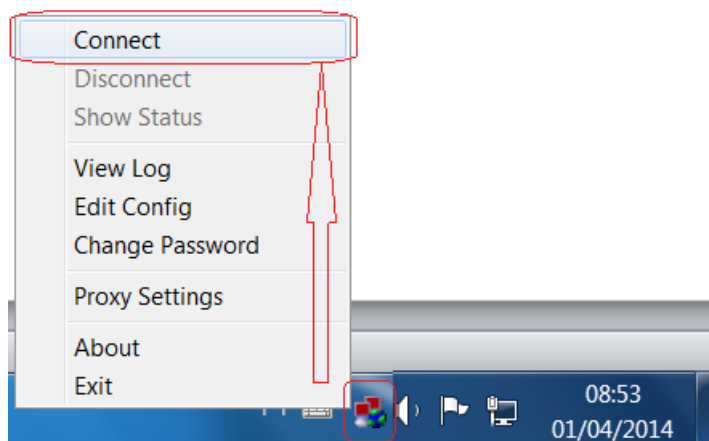 Connect
Disconnect
Show Status
View Log
Edit Config
Change Password
Proxy Settings
About
Exit
08:53
01/04/2014